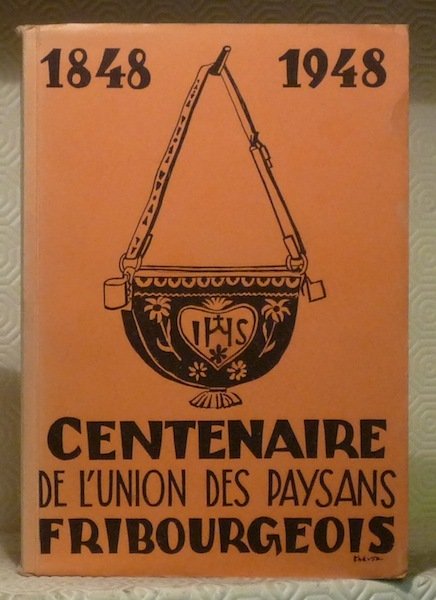 1848 1948
IHS
CENTENAIRE
DE L'UNION DES PAYSANS
FRIBOURGEOIS